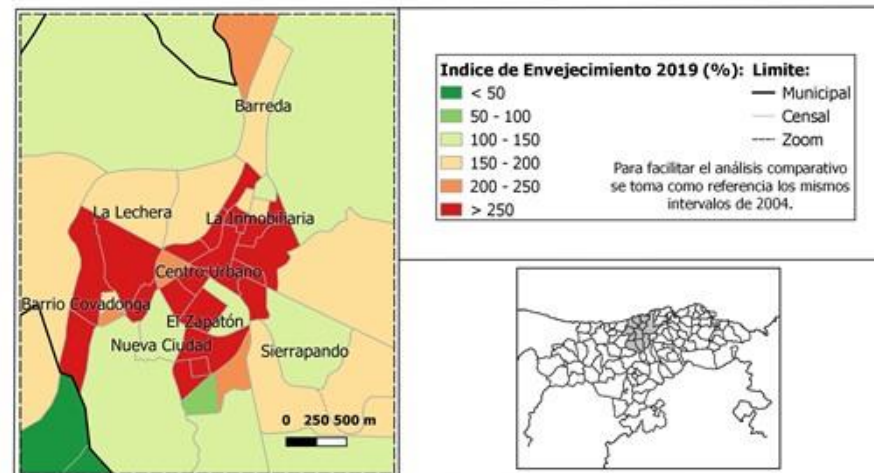 Barreda
La Lechera
La Inmobiliaria
Centro Urbano
Barrio Covadonga
El Zapatón
Nueva Ciudad
Sierrapando
0 250 500 m
Indice de Envejecimiento 2019 (%): Limite:
< 50
50 - 100
100 - 150
150 - 200
200 - 250
> 250
Municipal
Censal
Zoom
Para facilitar el análisis comparativo
se toma como referencia los mismos
intervalos de 2004.